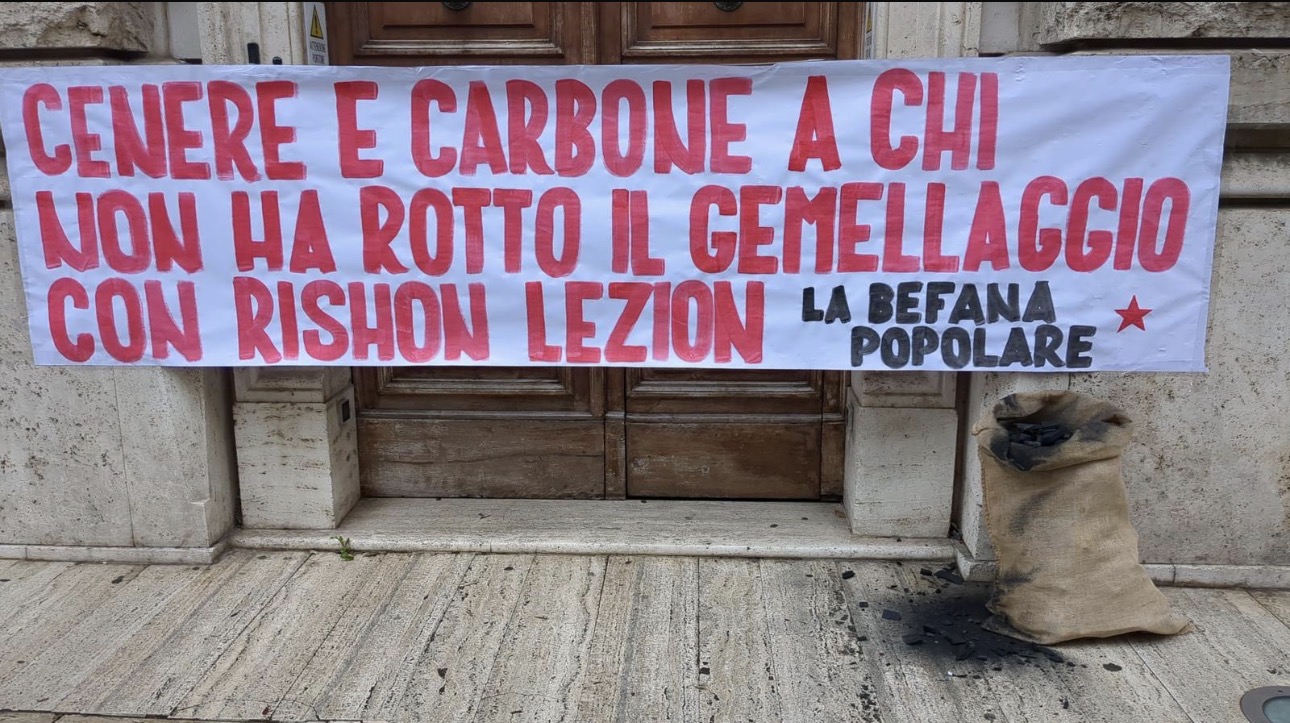 CENERE E CARBONE A CHI
NON HA ROTTO IL GEMELLAGGIO
CON RISHON LEZION
LA BEFANA
POPOLARE